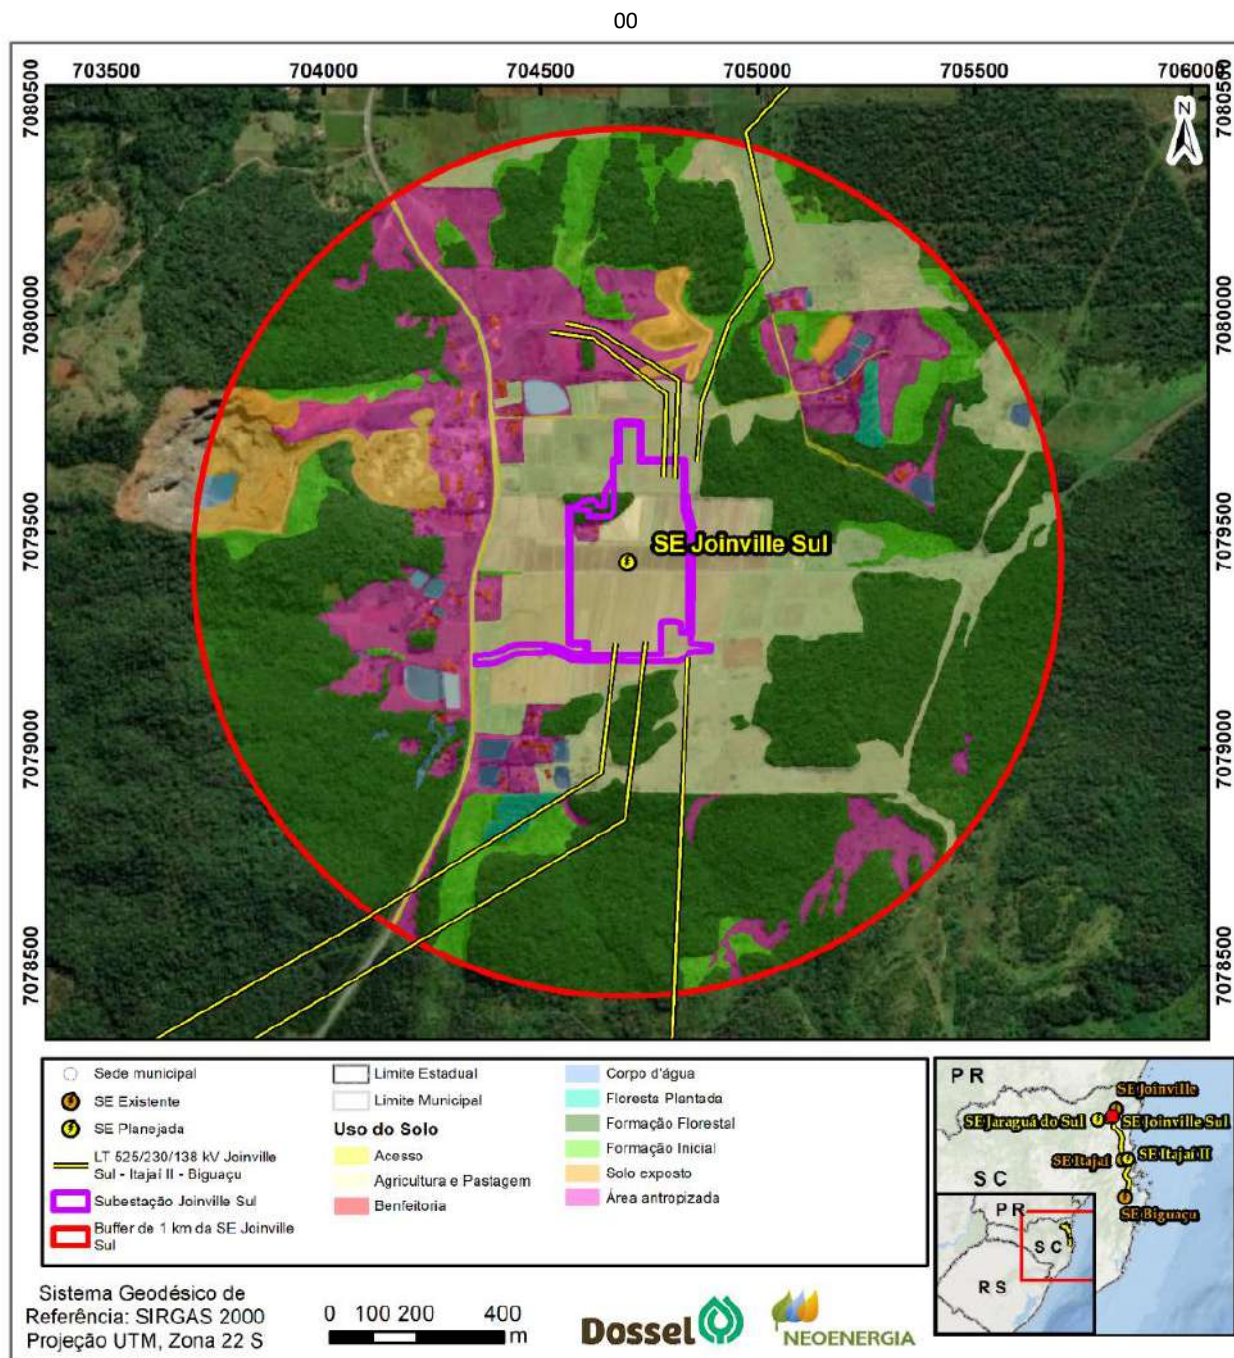 00
703500 704000 704500 705000 705500 706000
7080500 7080500
N
7080000 7080000
7079500 7079500
SE Joinville Sul
7079000 7079000
7078500 7078500
Sede municipal
SE Existente
SE Planejada
LT 525/230/138 kV Joinville
Sul - Itajaí II - Biguaçu
Subestação Joinville Sul
Buffer de 1 km da SE Joinville
Sul
Limite Estadual
Limite Municipal
Uso do Solo
Acesso
Agricultura e Pastagem
Benfeitoria
Corpo d'água
Floresta Plantada
Formação Florestal
Formação Inicial
Solo exposto
Área antropizada
PR
SE Joinville
SE Jaraguá do Sul
SE Joinville Sul
SE Itajaí
SE Itajaí II
SC
SE Biguaçu
PR
SC
RS
Sistema Geodésico de
Referência: SIRGAS 2000
Projeção UTM, Zona 22 S
0 100 200 400
m
Dossel
NEOENERGIA